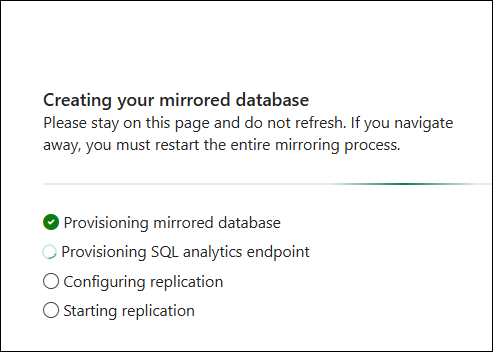 Creating your mirrored database
Please stay on this page and do not refresh. If you navigate
away, you must restart the entire mirroring process.
Provisioning mirrored database
Provisioning SQL analytics endpoint
Configuring replication
Starting replication